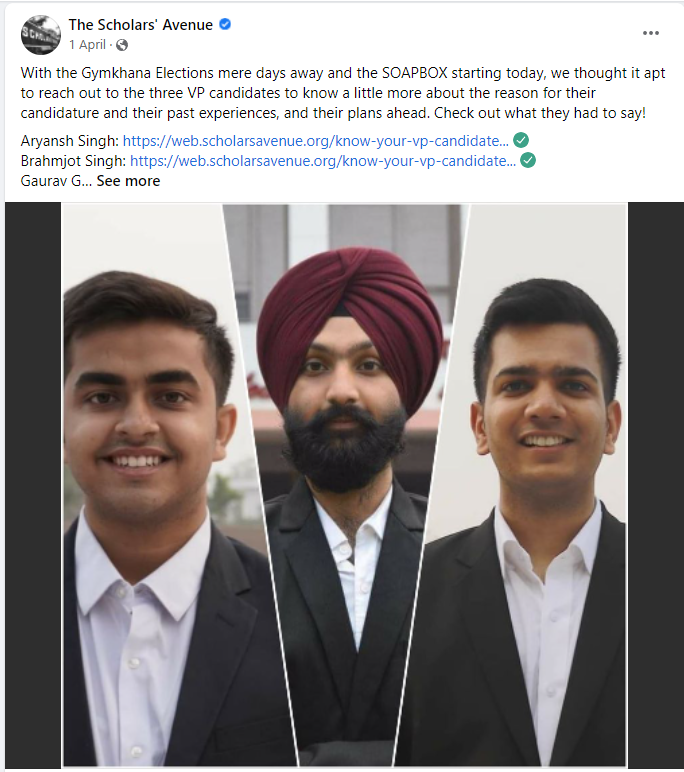 The Scholars' Avenue
1 April ·
With the Gymkhana Elections mere days away and the SOAPBOX starting today, we thought it apt
to reach out to the three VP candidates to know a little more about the reason for their
candidature and their past experiences, and their plans ahead. Check out what they had to say!
Aryansh Singh: https://web.scholarsavenue.org/know-your-vp-candidate...
Brahmjot Singh: https://web.scholarsavenue.org/know-your-vp-candidate...
Gaurav G... See more